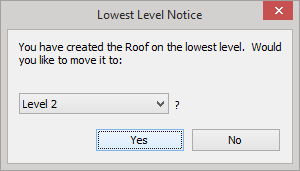 Lowest Level Notice
You have created the Roof on the lowest level. Would
you like to move it to:
Level 2 ?
Yes No